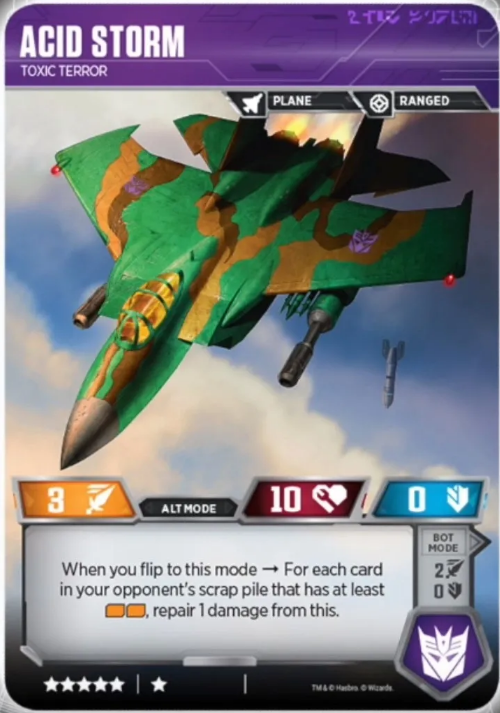 ACID STORM
TOXIC TERROR
PLANE
RANGED
3
ALT MODE
10
0
When you flip to this mode → For each card
in your opponent's scrap pile that has at least
, repair 1 damage from this.
BOT
MODE
2
0
TM & © Hasbro. © Wizards.